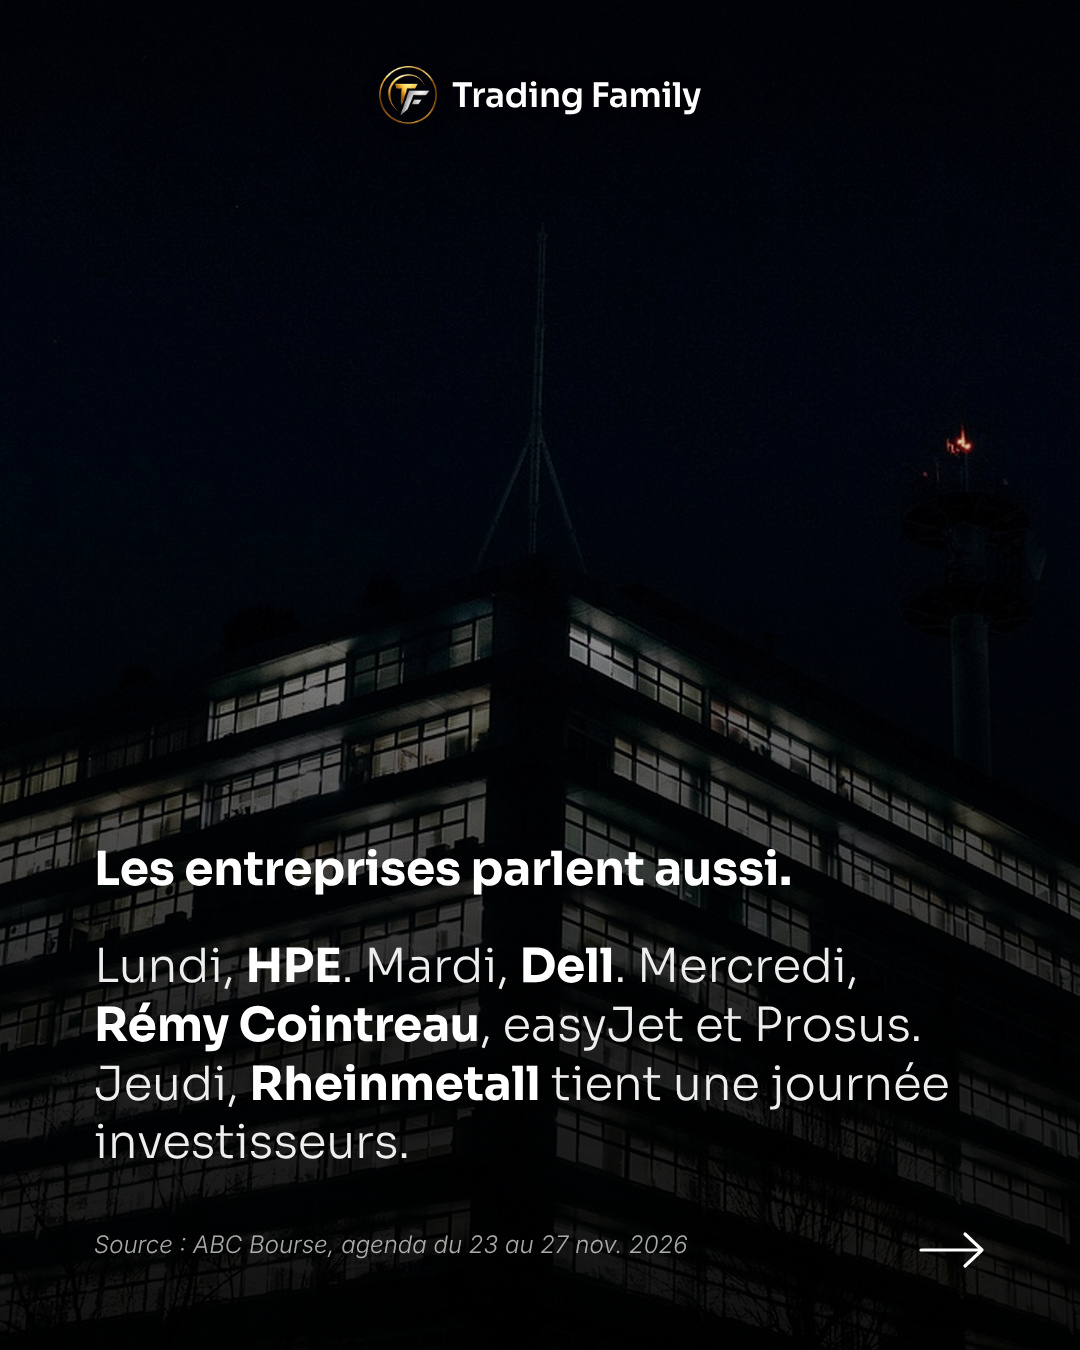 TF Trading Family
Les entreprises parlent aussi.
Lundi, HPE. Mardi, Dell. Mercredi,
Rémy Cointreau, easyJet et Prosus.
Jeudi, Rheinmetall tient une journée
investisseurs.
Source : ABC Bourse, agenda du 23 au 27 nov. 2026